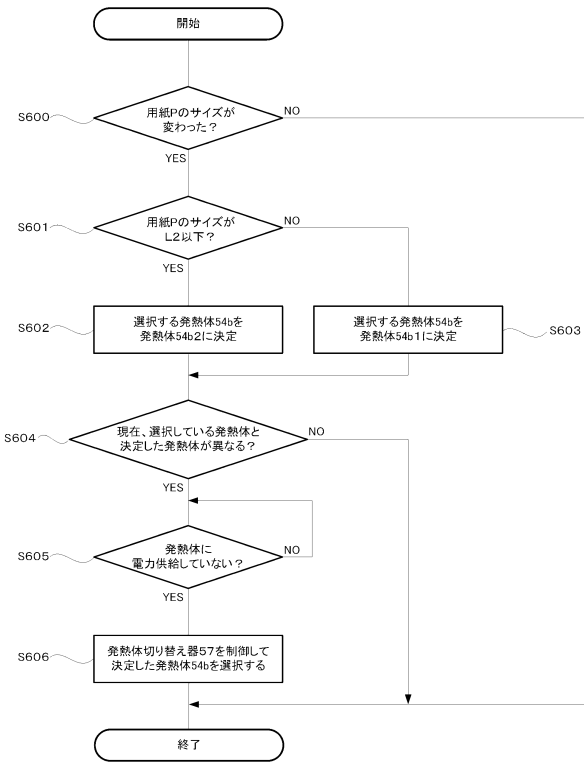 開始
S600
用紙Pのサイズが
変わった？
NO
YES
S601
用紙Pのサイズが
L2以下？
NO
YES
S602
選択する発熱体54bを
発熱体54b2に決定
選択する発熱体54bを
発熱体54b1に決定
S603
S604
現在、選択している発熱体と
決定した発熱体が異なる？
NO
YES
S605
発熱体に
電力供給していない？
NO
YES
S606
発熱体切り替え器57を制御して
決定した発熱体54bを選択する
終了